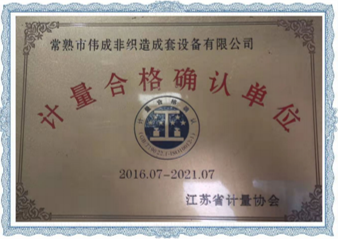 常熟市伟成非织造成套设备有限公司
计量合格确认单位
2016.07-2021.07
江苏省计量协会